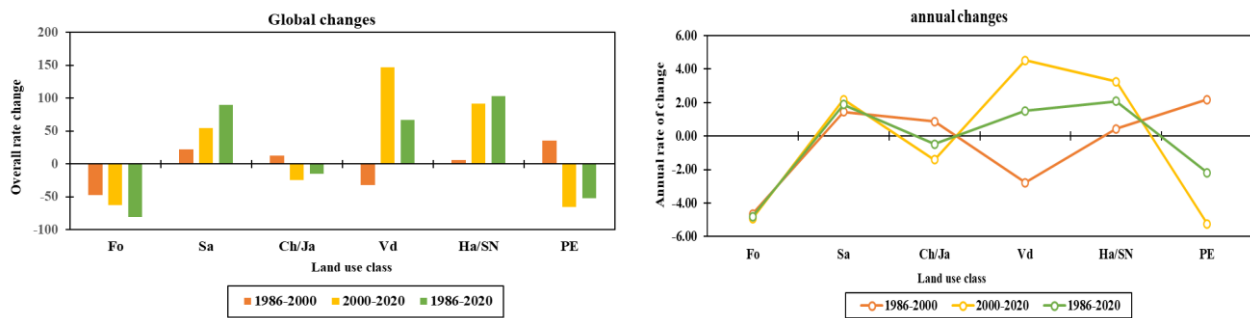 Global changes
Overall rate change
200
150
100
50
0
-50
-100
Fo Sa Ch/Ja Vd Ha/SN PE
Land use class
1986-2000 2000-2020 1986-2020
annual changes
Annual rate of change
6.00
4.00
2.00
0.00
-2.00
-4.00
-6.00
Fo Sa Ch/Ja Vd Ha/SN PE
Land use class
1986-2000 2000-2020 1986-2020